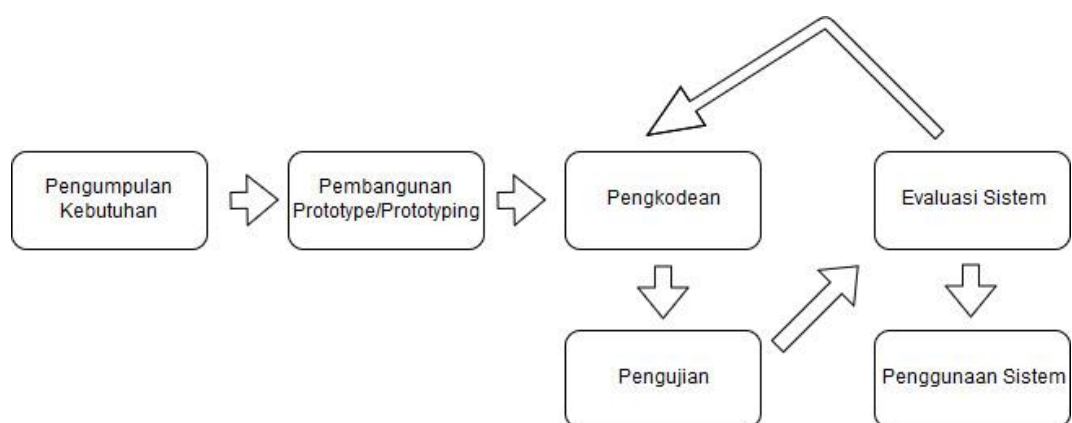 Pengumpulan
Kebutuhan
Pembangunan
Prototype/Prototyping
Pengkodean
Evaluasi Sistem
Pengujian
Penggunaan Sistem